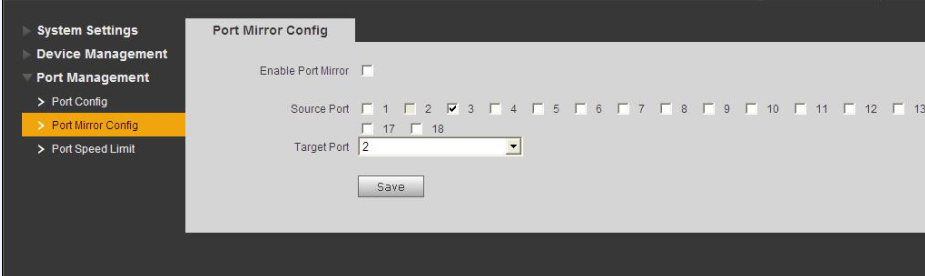 System Settings
Device Management
Port Management
> Port Config
> Port Mirror Config
> Port Speed Limit
Port Mirror Config
Enable Port Mirror
Source Port 1 2 3 4 5 6 7 8 9 10 11 12 13
17 18
Target Port 2
Save